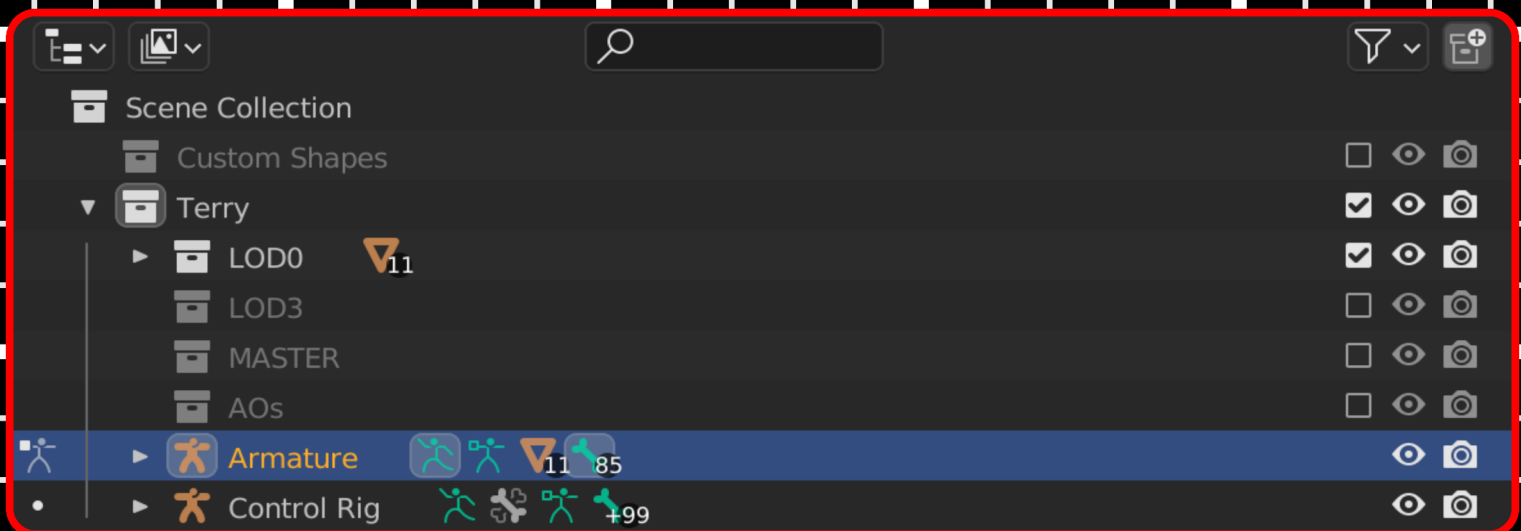 Scene Collection
Custom Shapes
Terry
LOD0 11
LOD3
MASTER
AOs
Armature 11 85
Control Rig +99